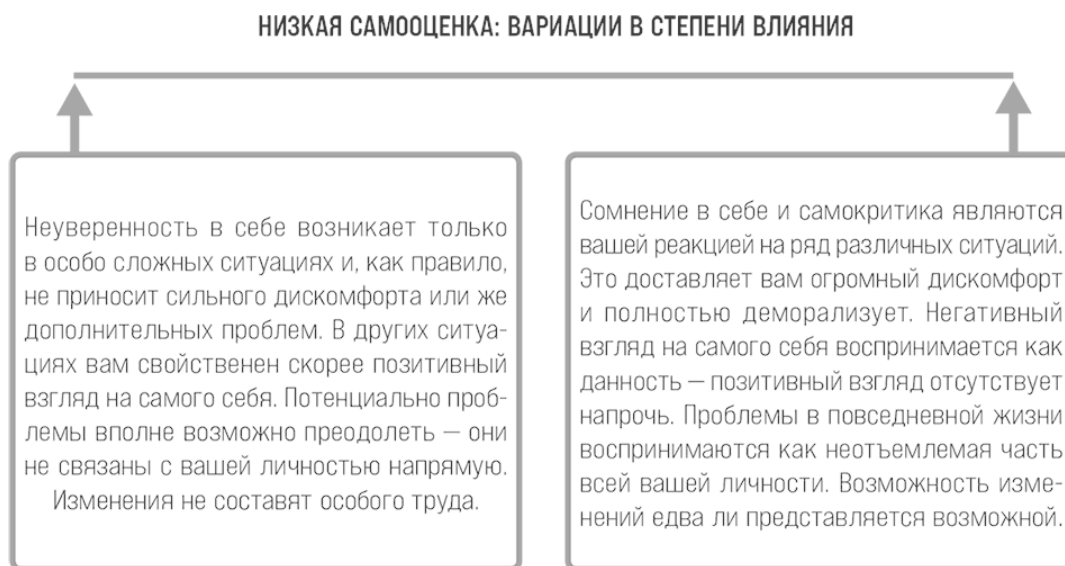 НИЗКАЯ САМООЦЕНКА: ВАРИАЦИИ В СТЕПЕНИ ВЛИЯНИЯ
Неуверенность в себе возникает только
в особо сложных ситуациях и, как правило,
не приносит сильного дискомфорта или же
дополнительных проблем. В других ситуа-
циях вам свойственен скорее позитивный
взгляд на самого себя. Потенциально проб-
лемы вполне возможно преодолеть — они
не связаны с вашей личностью напрямую.
Изменения не составят особого труда.
Сомнение в себе и самокритика являются
вашей реакцией на ряд различных ситуаций.
Это доставляет вам огромный дискомфорт
и полностью деморализует. Негативный
взгляд на самого себя воспринимается как
данность — позитивный взгляд отсутствует
напрочь. Проблемы в повседневной жизни
воспринимаются как неотъемлемая часть
всей вашей личности. Возможность изме-
нений едва ли представляется возможной.